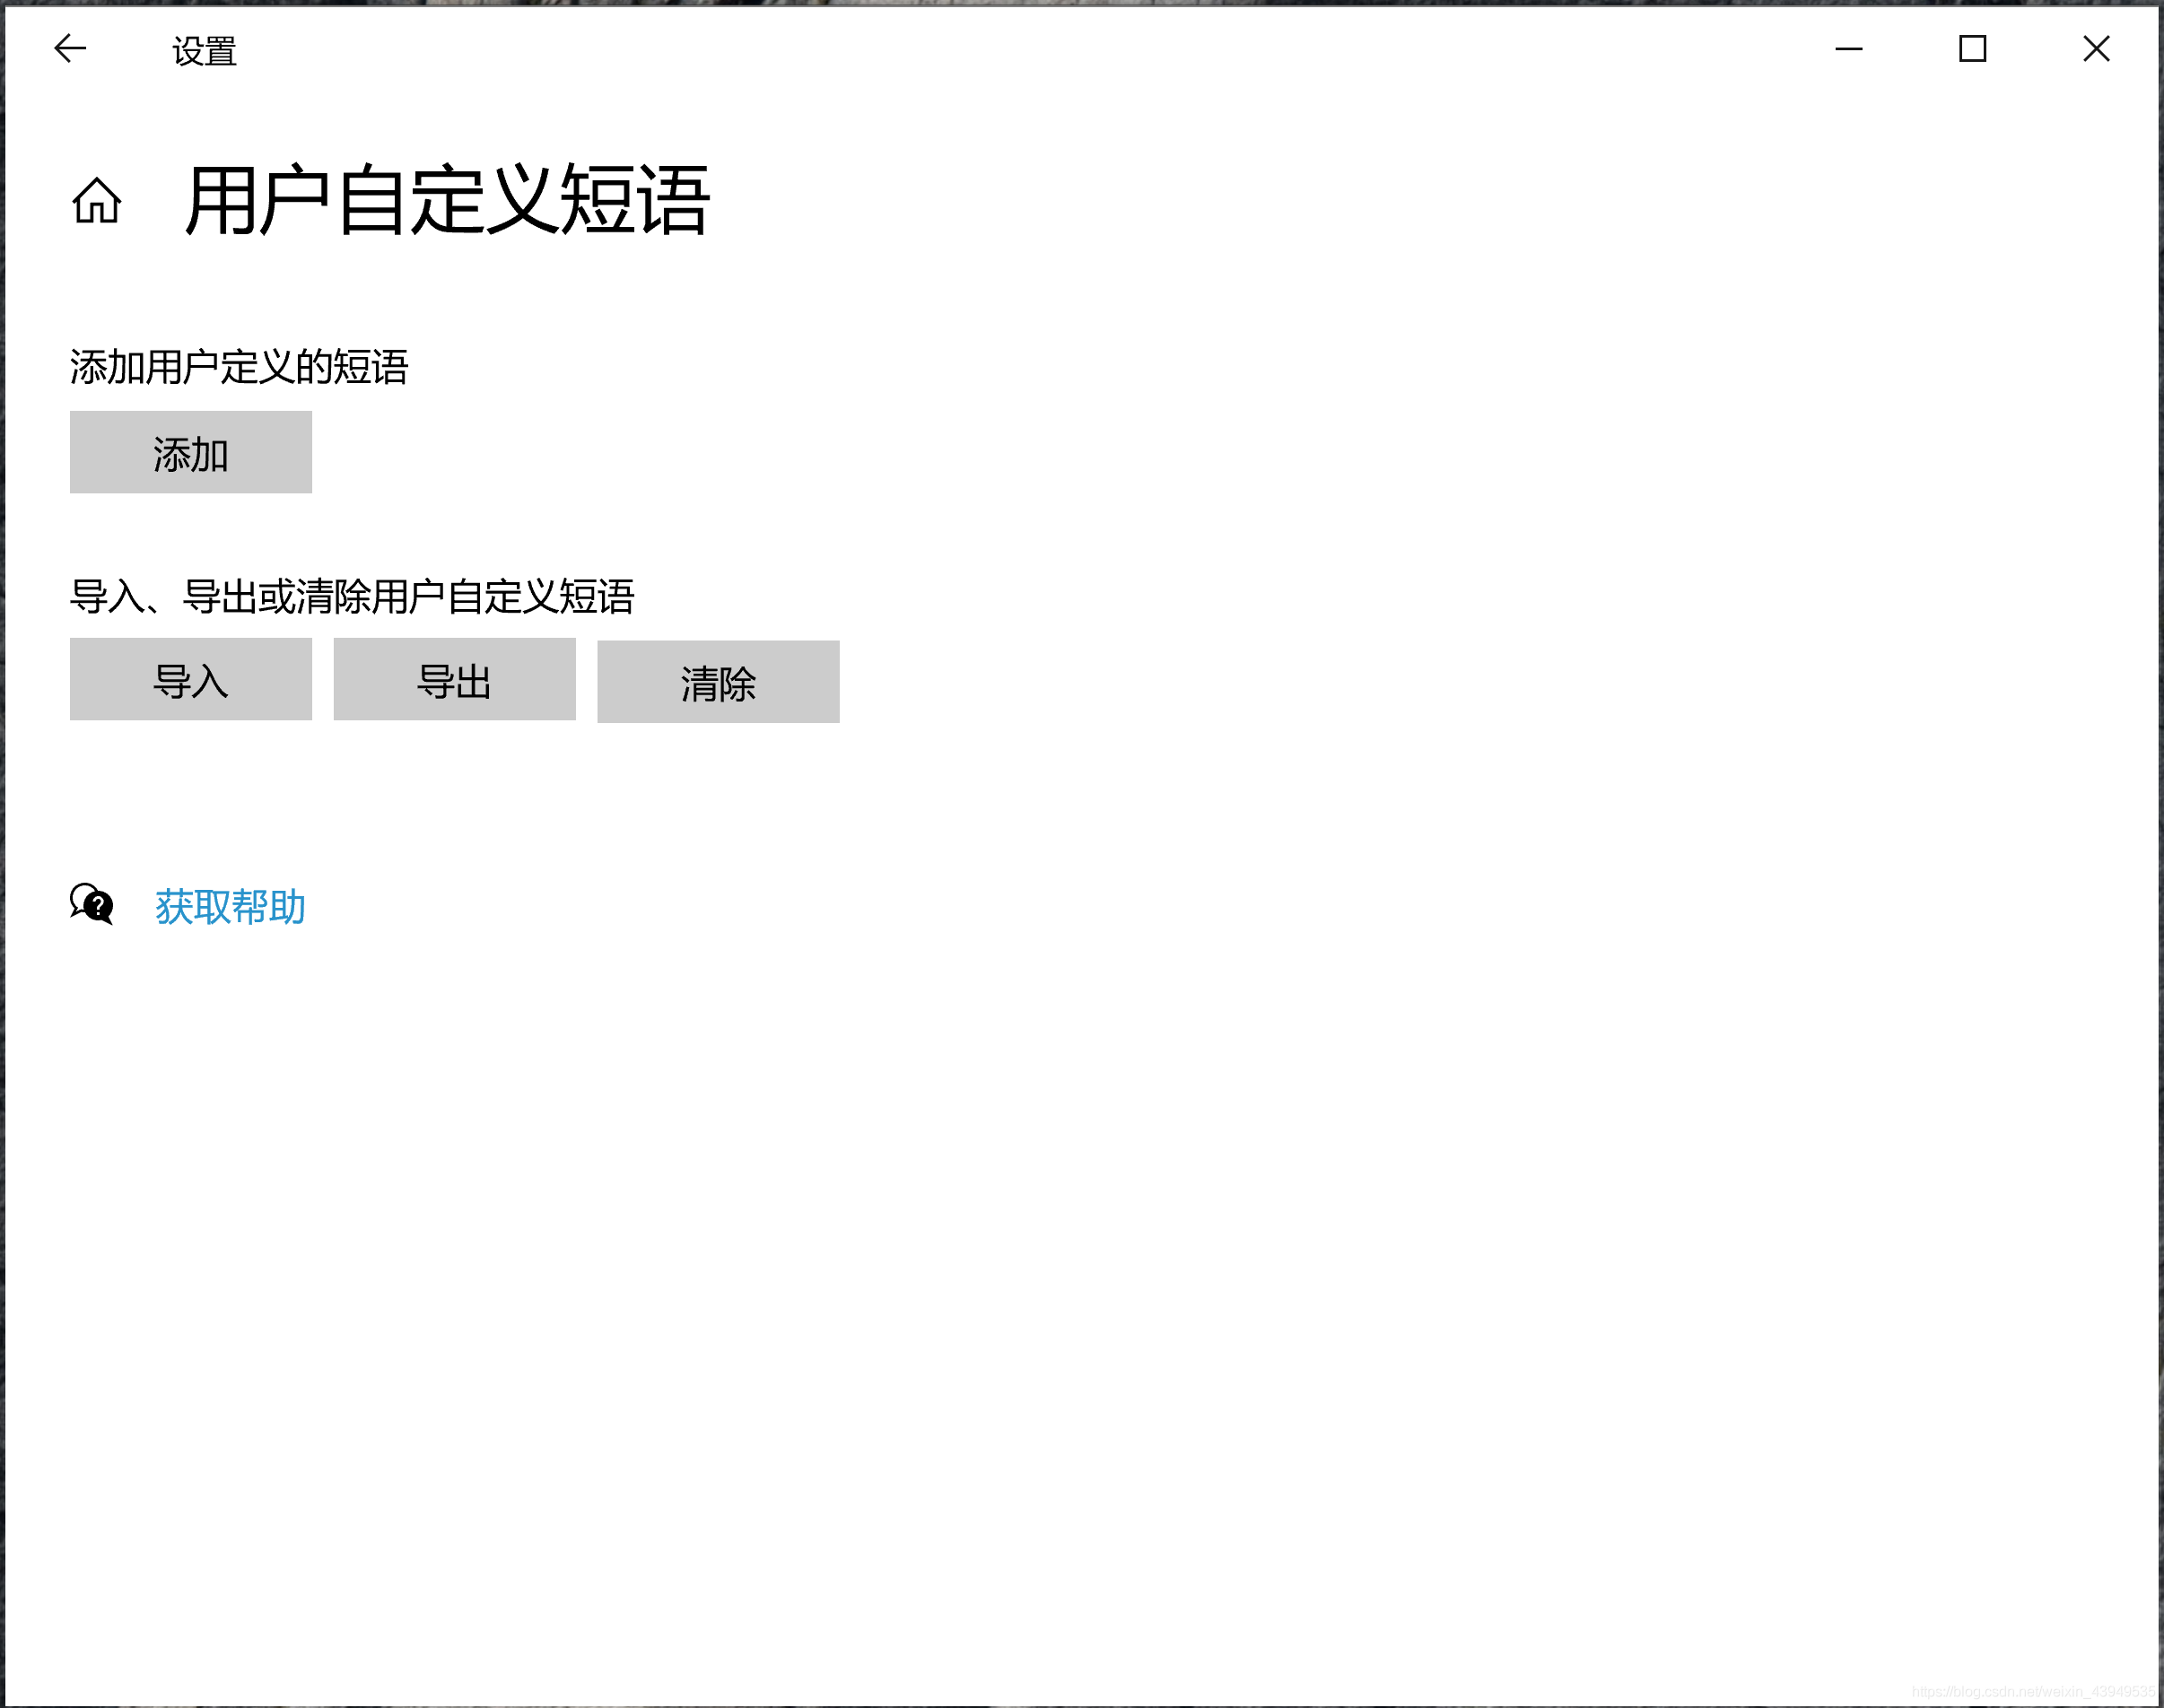 设置
用户自定义短语
添加用户定义的短语
添加
导入、导出或清除用户自定义短语
导入 导出 清除
获取帮助
https://blog.csdn.net/weixin_43949535